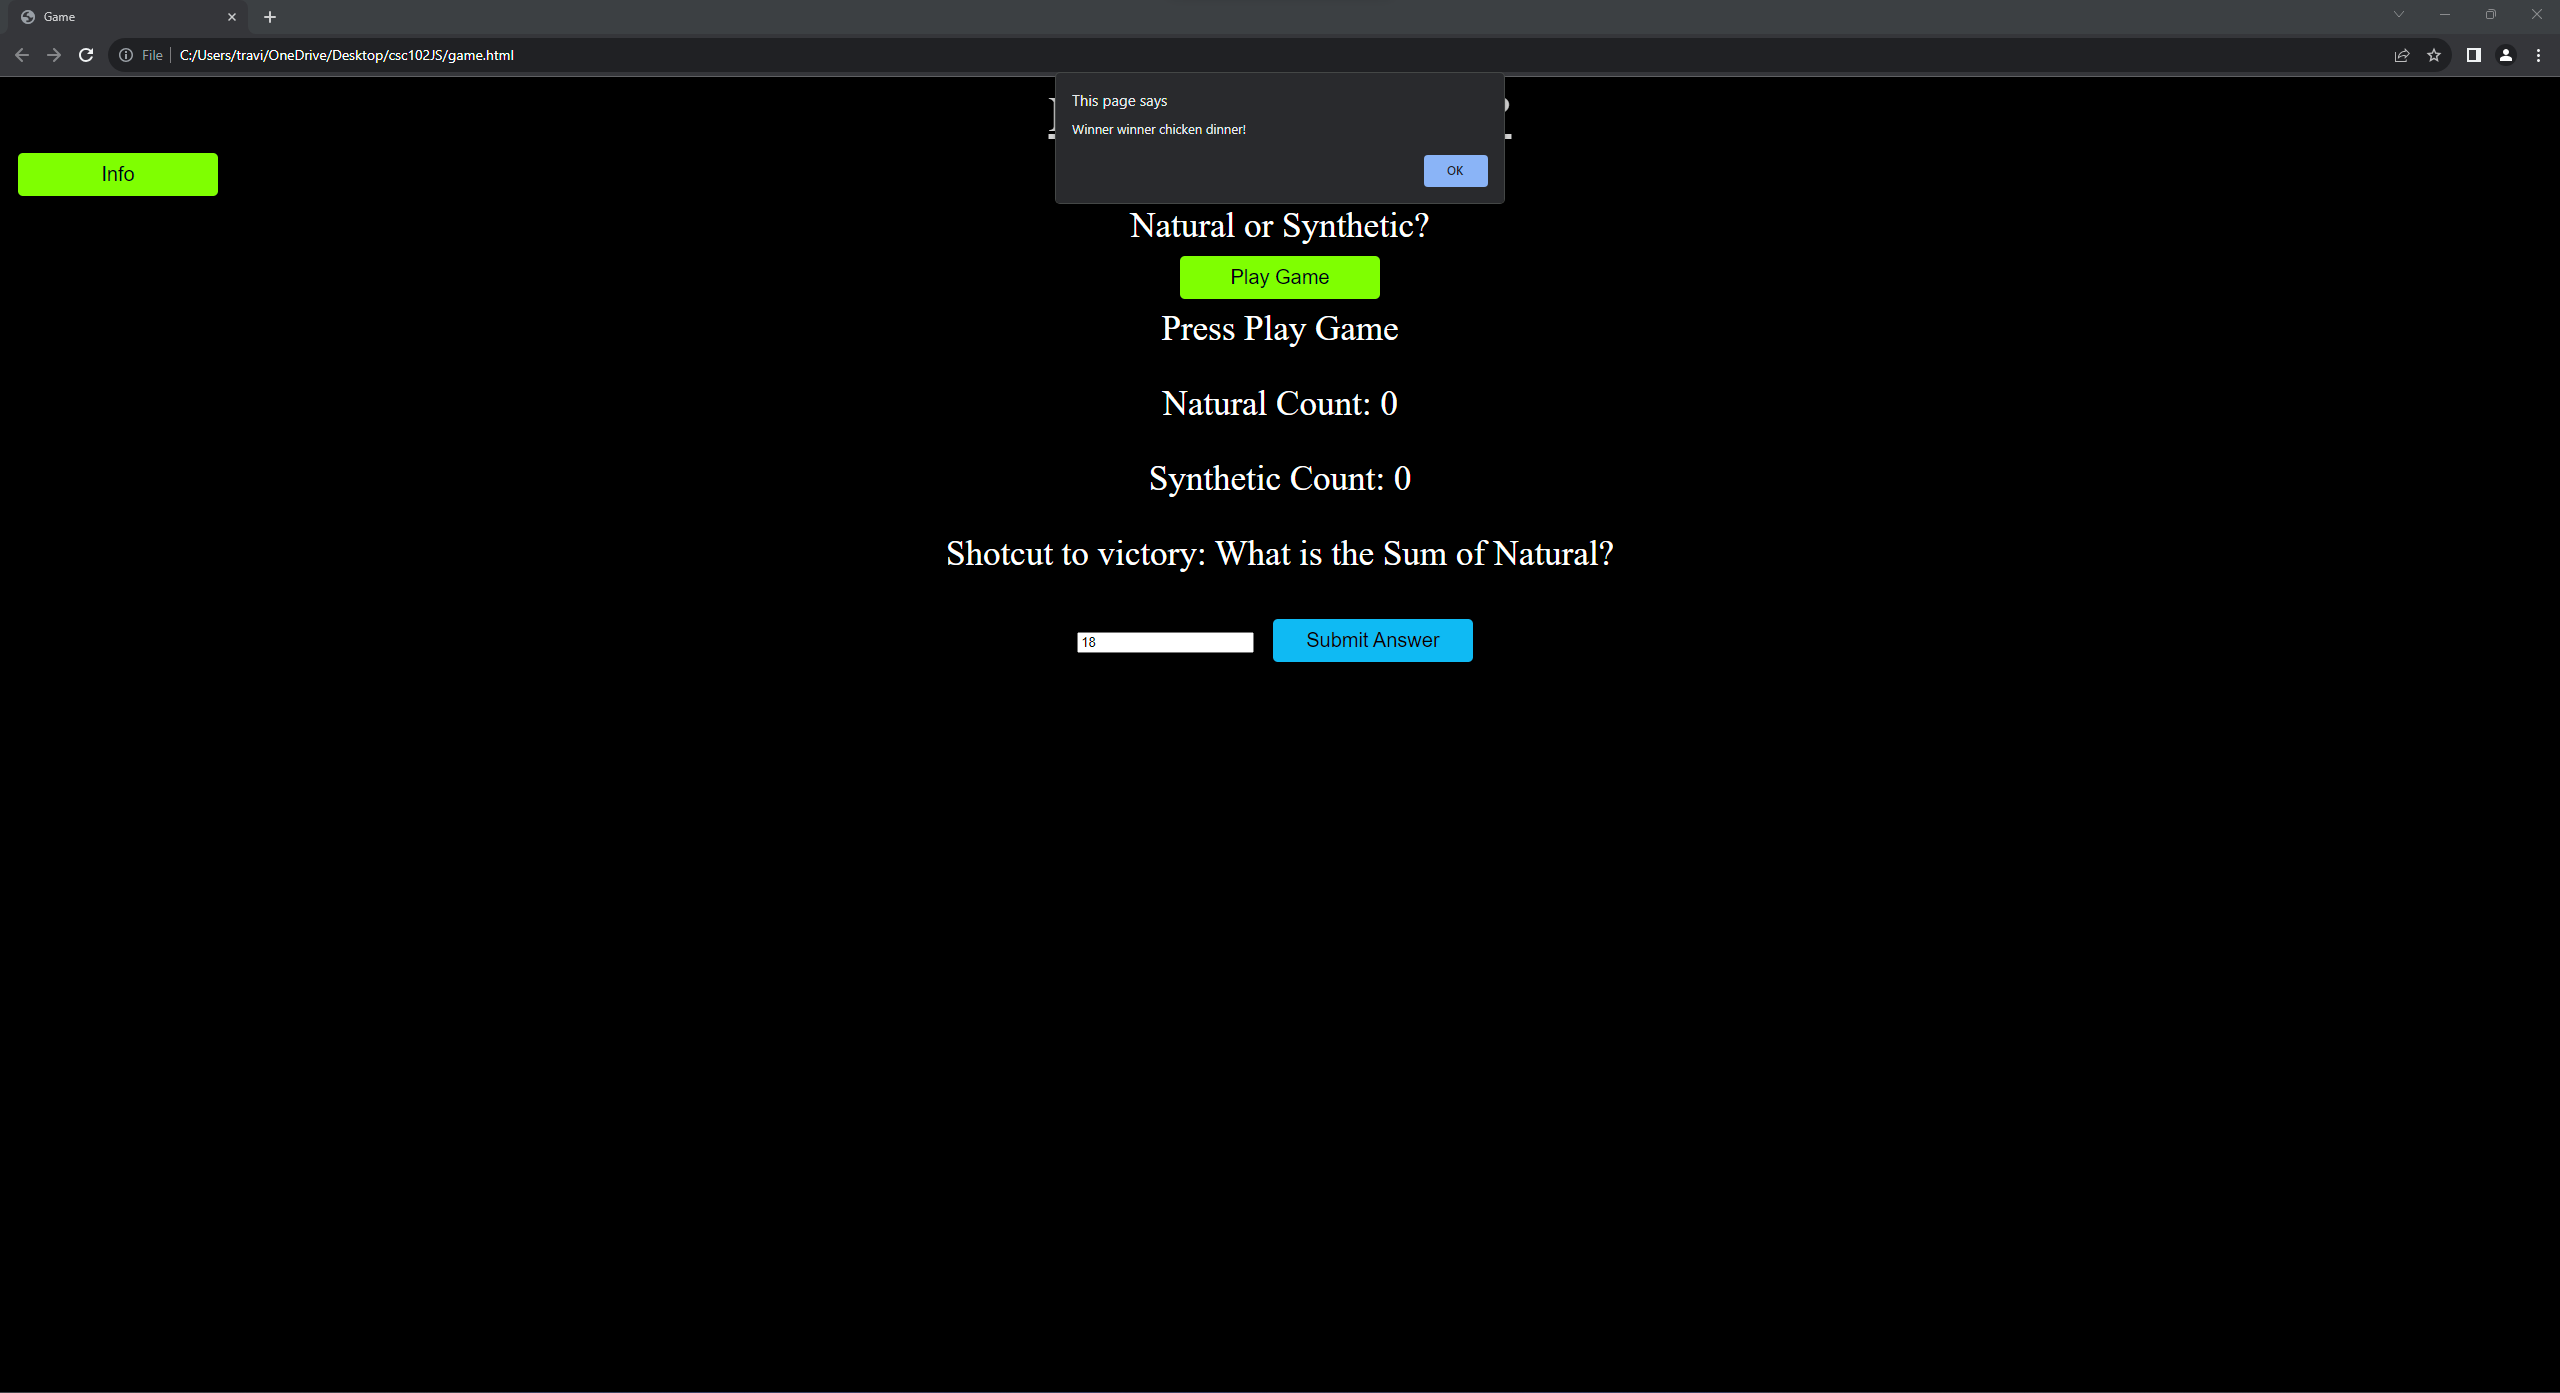 Game
File C:/Users/travi/OneDrive/Desktop/csc102JS/game.html
This page says
Winner winner chicken dinner!
OK
Info
Natural or Synthetic?
Play Game
Press Play Game
Natural Count: 0
Synthetic Count: 0
Shotcut to victory: What is the Sum of Natural?
18 Submit Answer